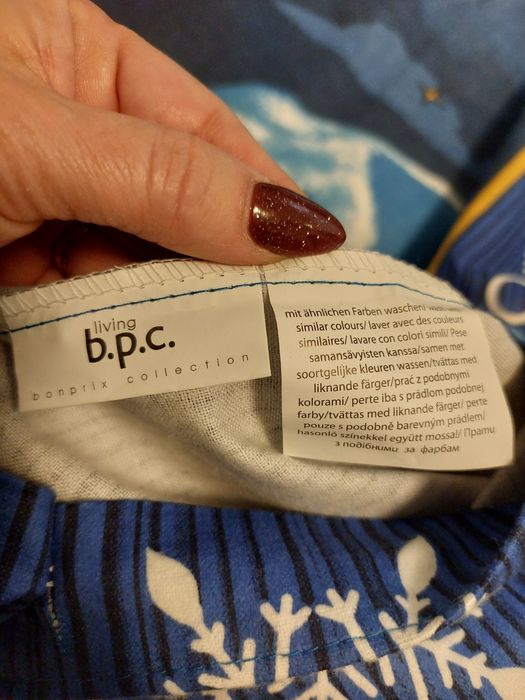 living
b.p.c.
bonprix collection
mit ähnlichen Farben waschen/
similar colours/ laver avec des couleurs
similaires/ lavare con colori simili/ Pese
samansävyisten kanssa/samen met
soortgelijke kleuren wassen/tvättas med
liknande färger/prać z podobnymi
kolorami/ perte iba s prádlom podobnej
farby/tvättas med liknande färger/ perte
pouze s podobně barevným prádlem/
hasonló színekkel együtt mossa!/ Прати
з подібними за фарбам